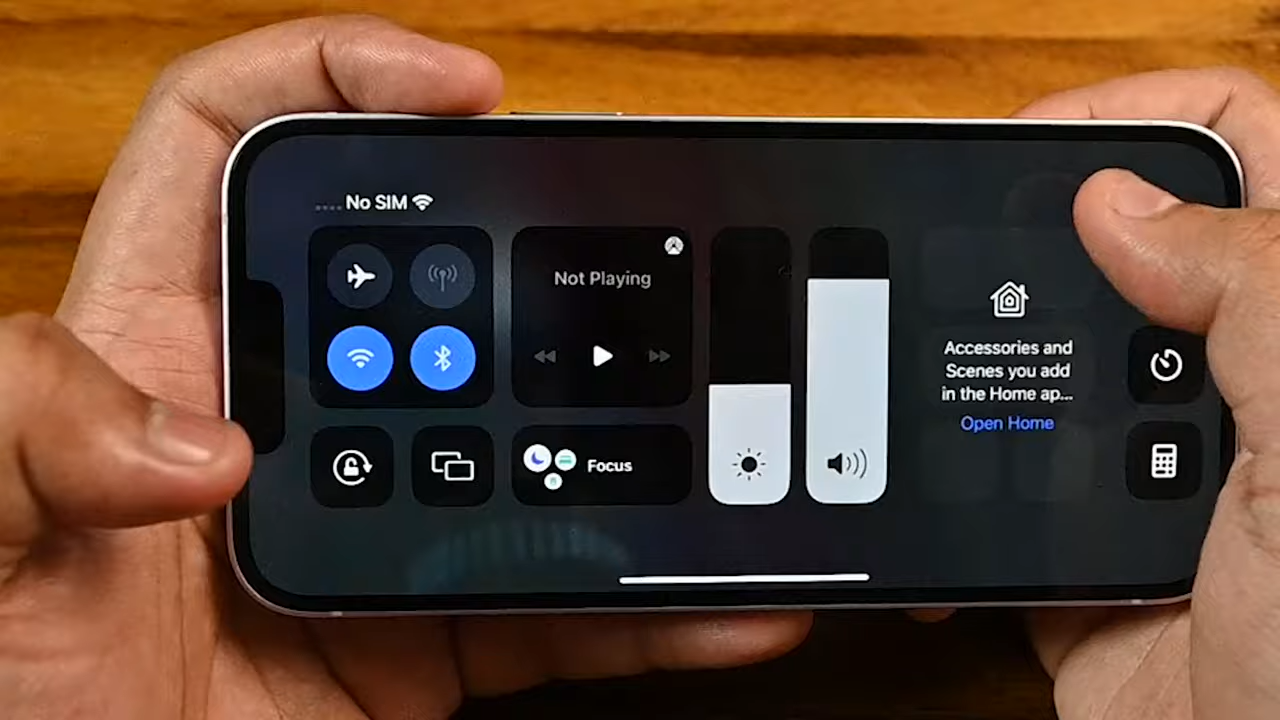 No SIM
Not Playing
Focus
Accessories and
Scenes you add
in the Home ap...
Open Home